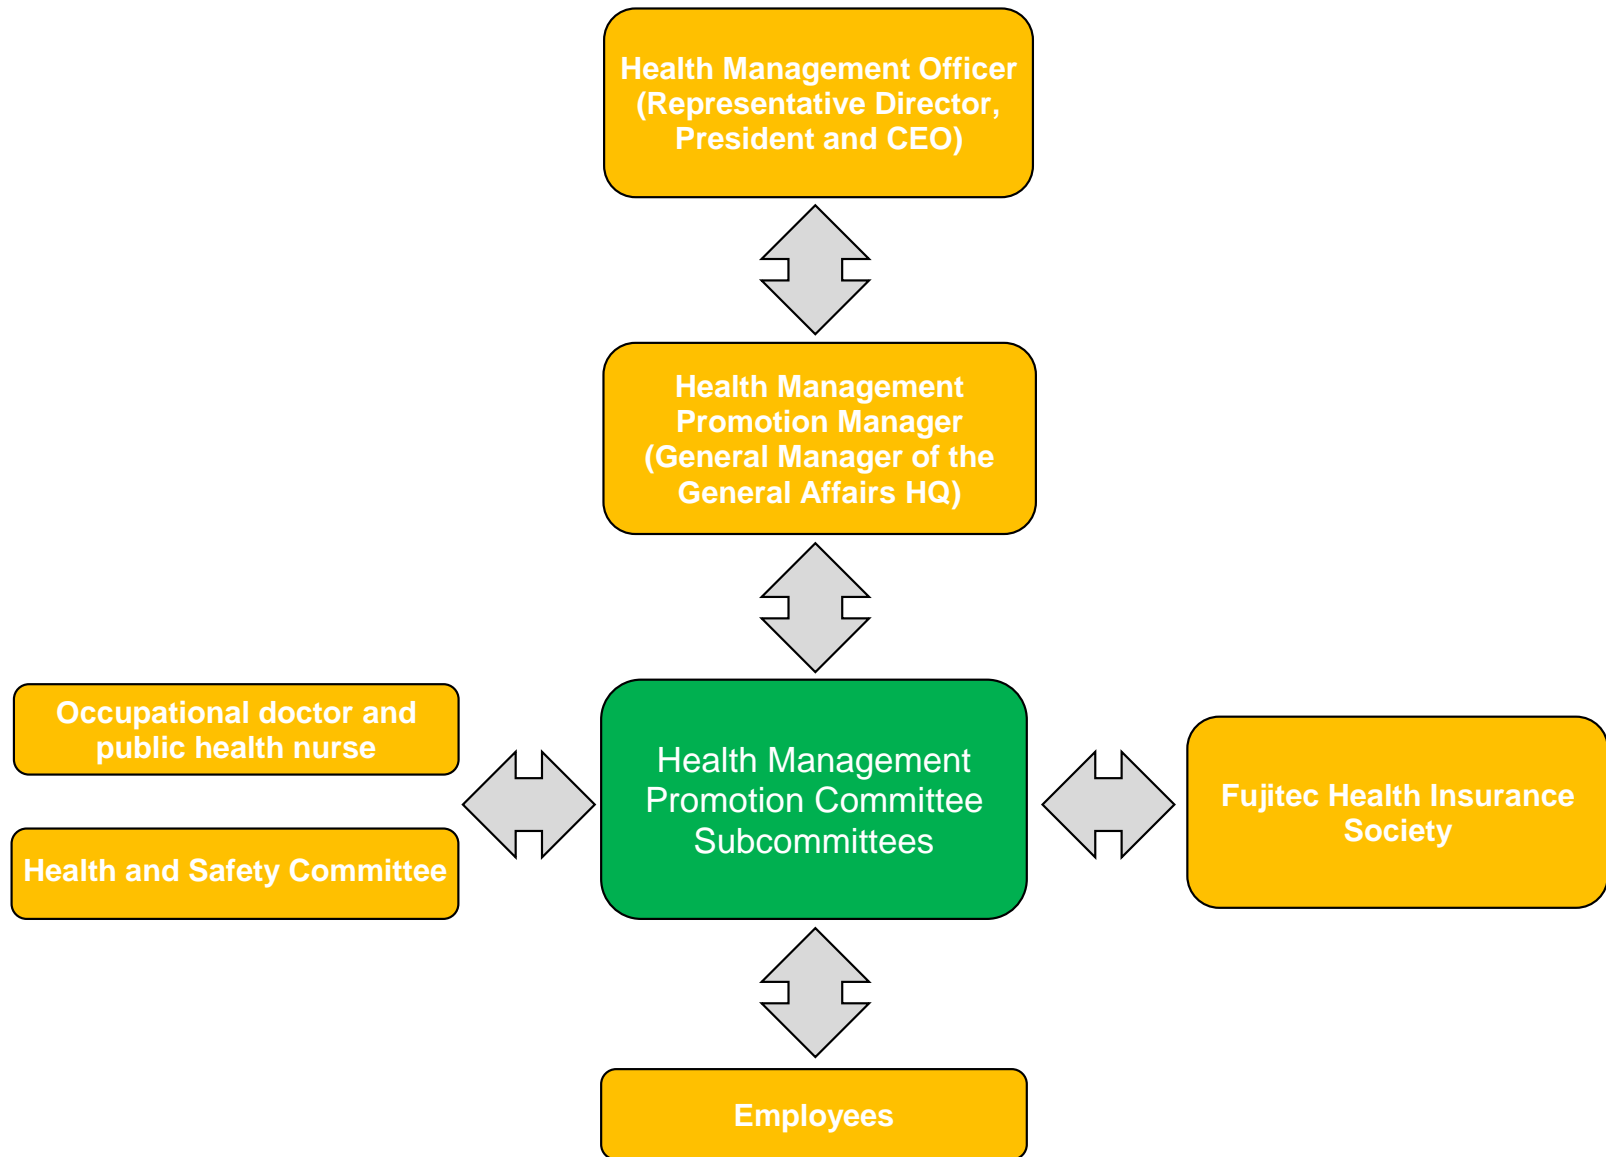 Health Management Officer
(Representative Director,
President and CEO)
Health Management
Promotion Manager
(General Manager of the
General Affairs HQ)
Occupational doctor and
public health nurse
Health and Safety Committee
Health Management
Promotion Committee
Subcommittees
Fujitec Health Insurance
Society
Employees